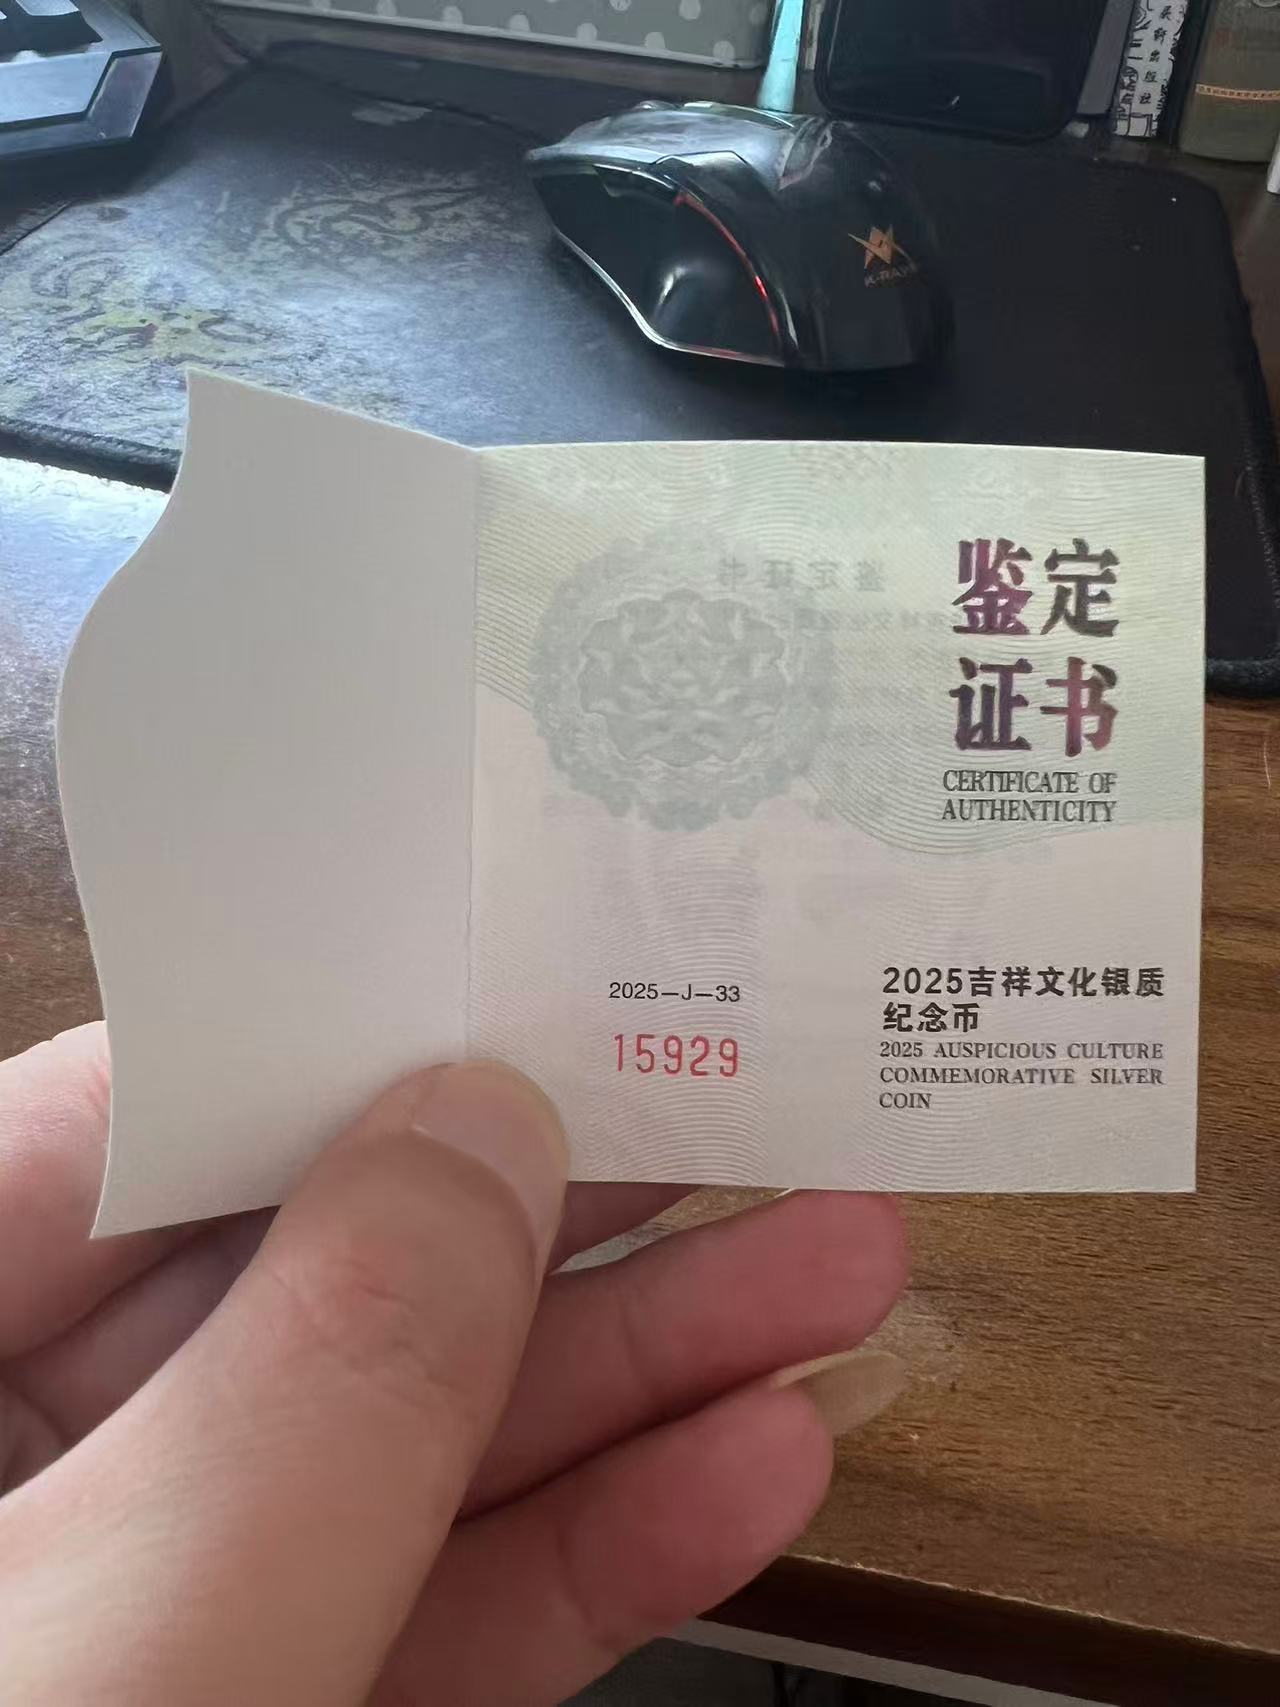 K-RAY
鉴定
证书
CERTIFICATE OF
AUTHENTICITY
2025-J-33
15929
2025吉祥文化银质
纪念币
2025 AUSPICIOUS CULTURE
COMMEMORATIVE SILVER
COIN